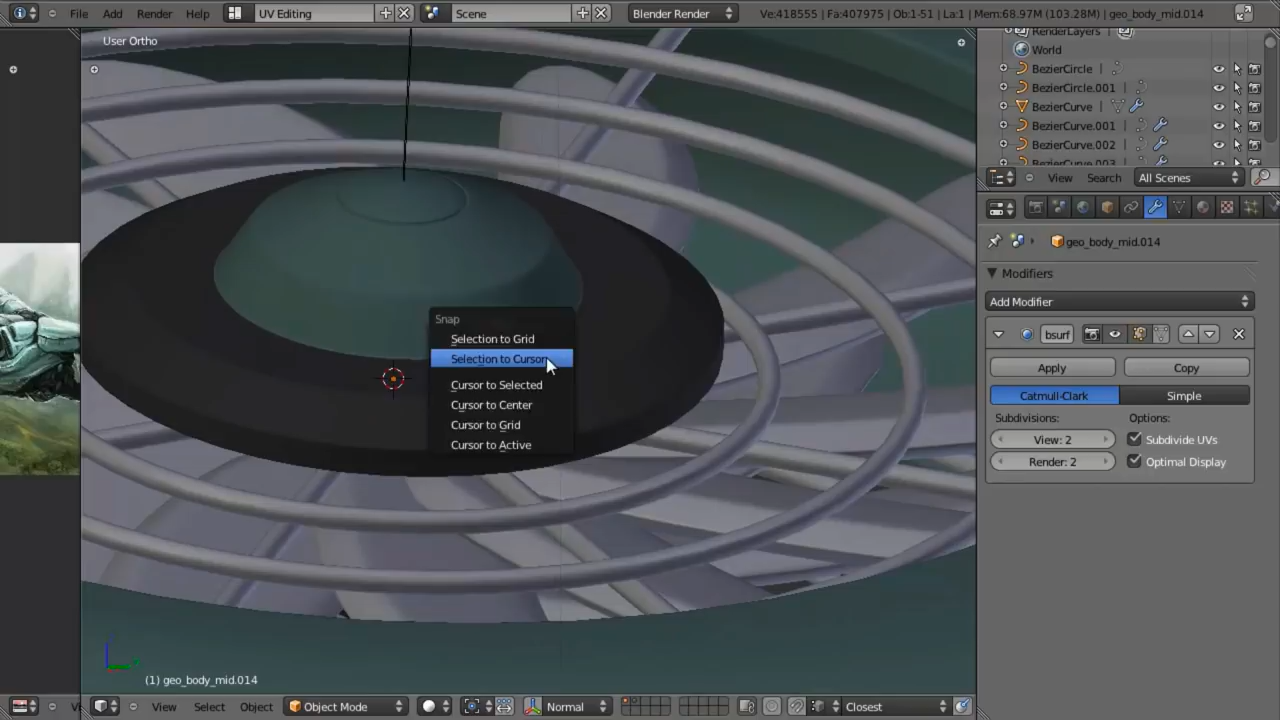 File Add Render Help UV Editing Scene Blender Render Ve:418555 | Fa:407975 | Ob:1-51 | La:1 | Mem:68.97M (103.28M) | geo_body_mid.014
User Ortho
RenderLayers
World
BezierCircle
BezierCircle.001
BezierCurve
BezierCurve.001
BezierCurve.002
BezierCurve.003
View Search All Scenes
geo_body_mid.014
Modifiers
Add Modifier
bsurf
Apply Copy
Catmull-Clark Simple
Subdivisions: Options:
View: 2 Subdivide UVs
Render: 2 Optimal Display
Snap
Selection to Grid
Selection to Cursor
Cursor to Selected
Cursor to Center
Cursor to Grid
Cursor to Active
(1) geo_body_mid.014
Vi View Select Object Object Mode Normal Closest